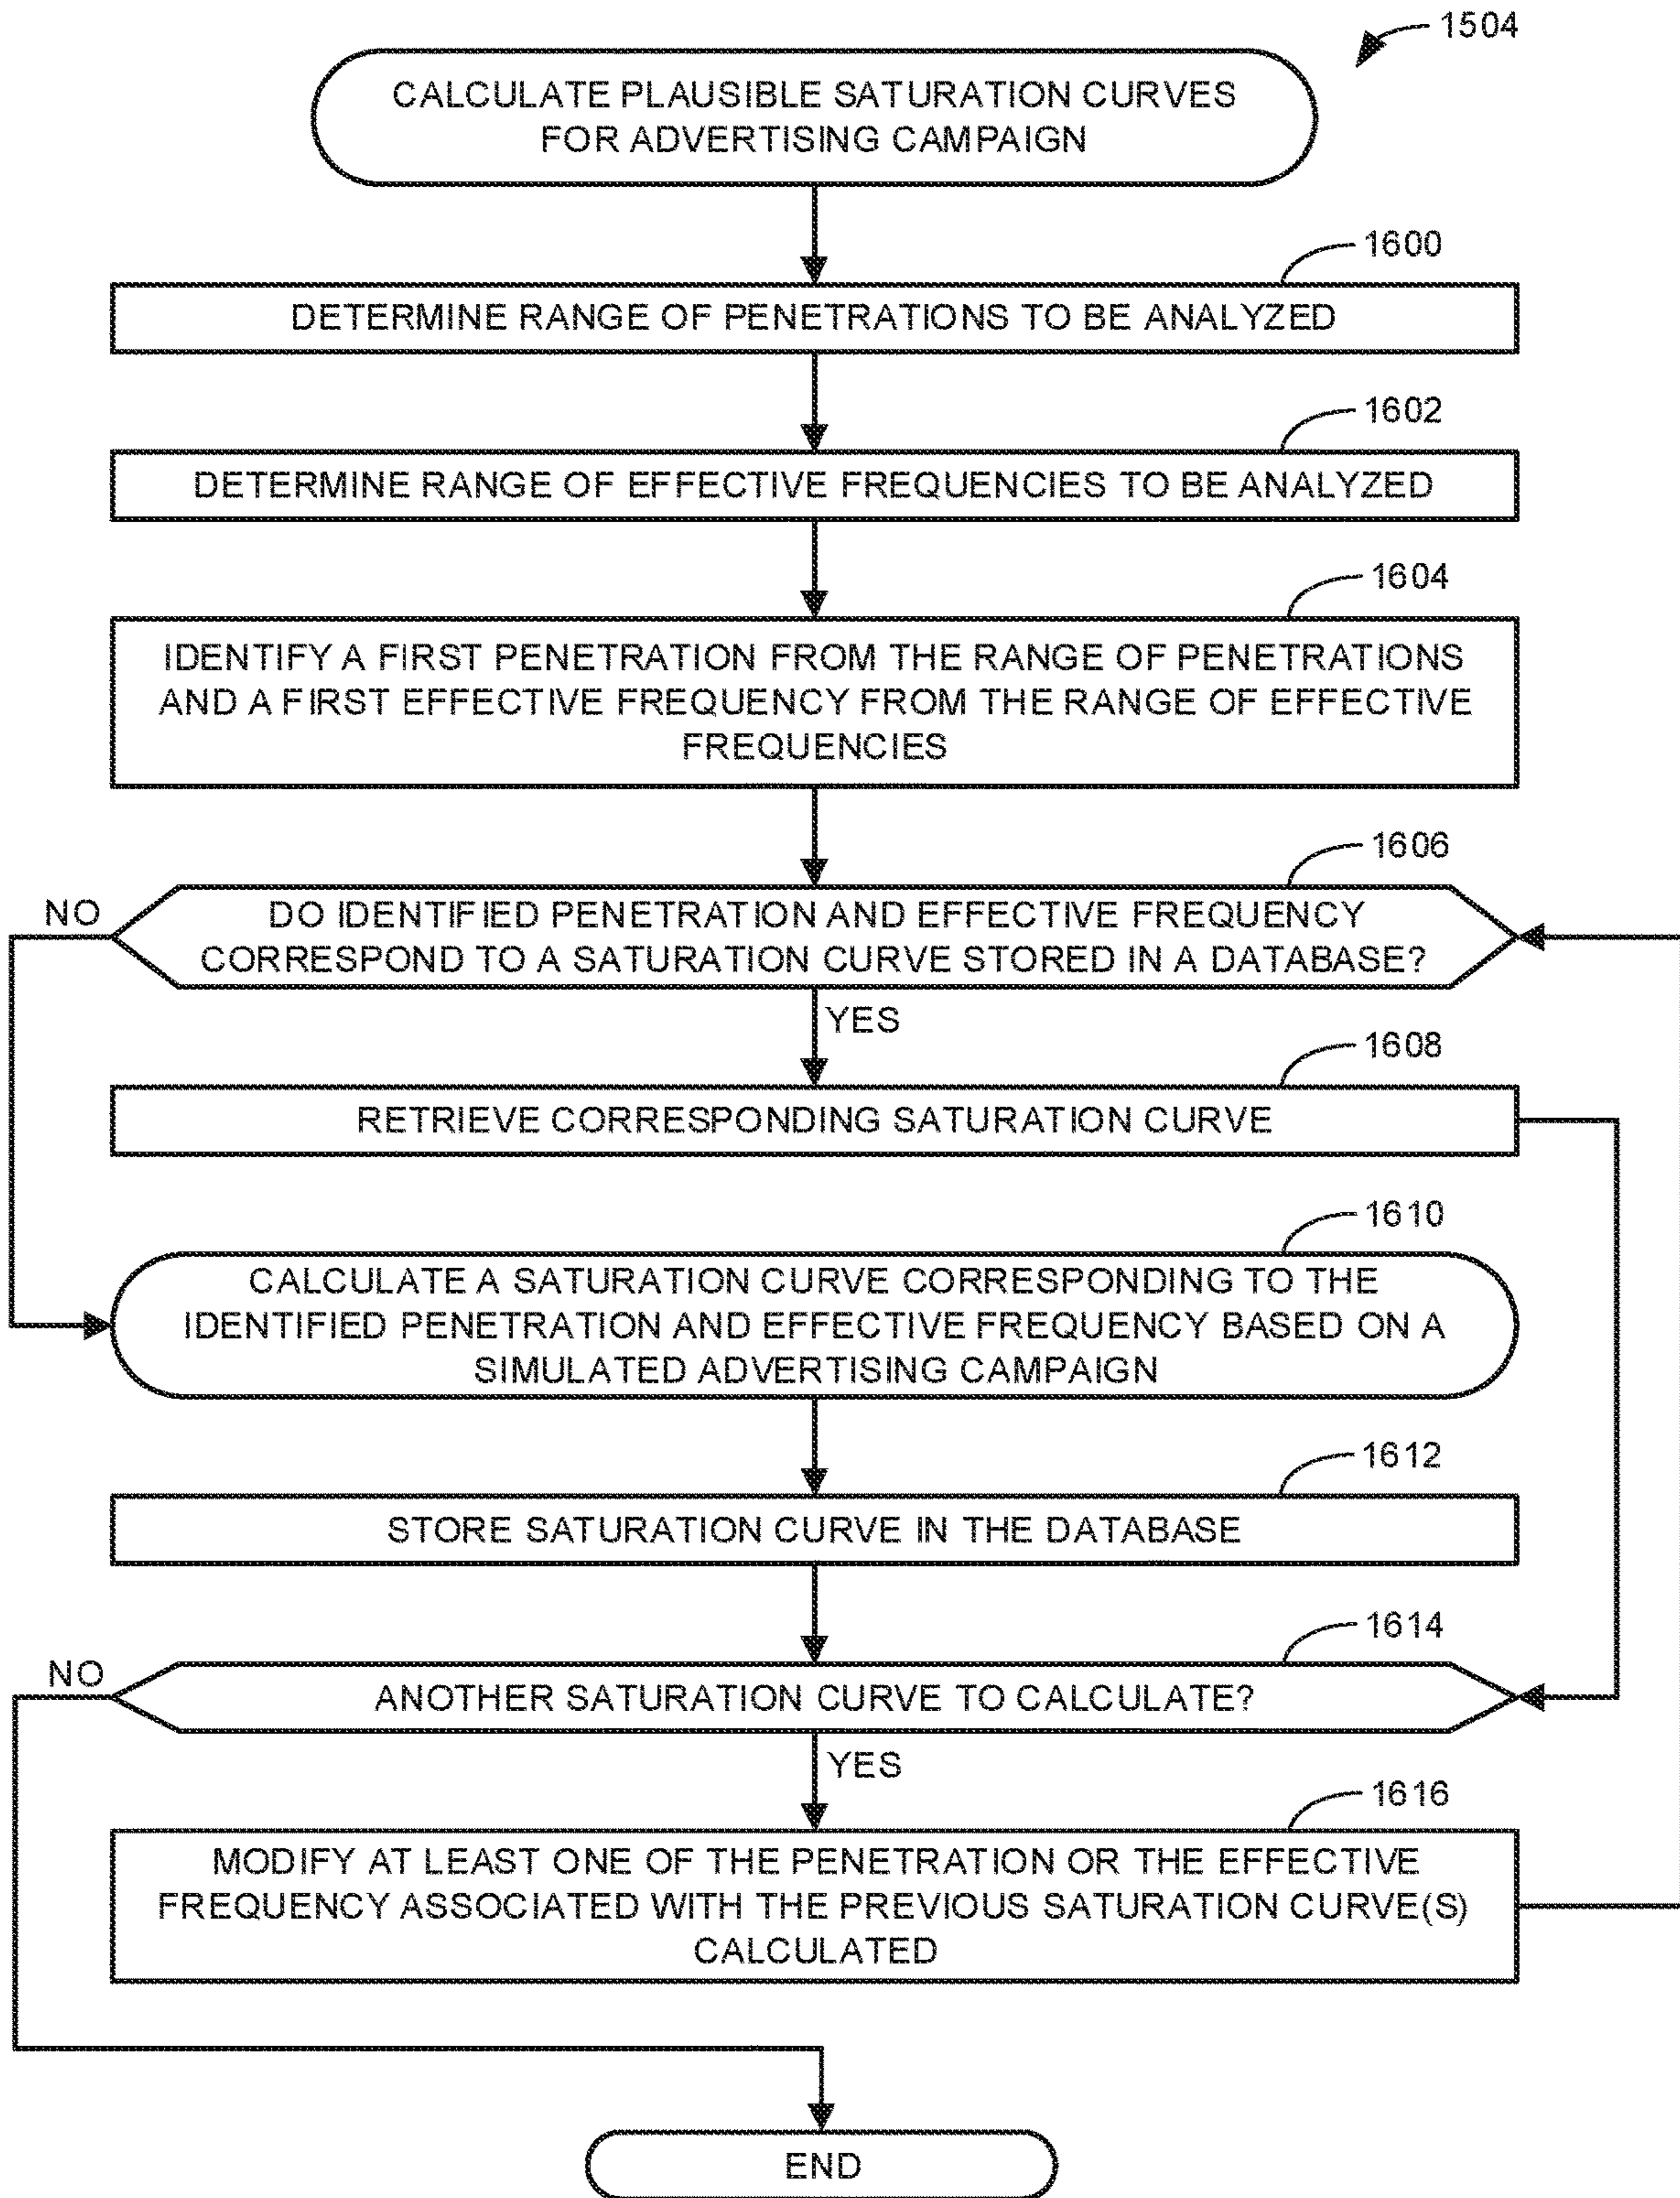 1504
CALCULATE PLAUSIBLE SATURATION CURVES
FOR ADVERTISING CAMPAIGN
1600
DETERMINE RANGE OF PENETRATIONS TO BE ANALYZED
1602
DETERMINE RANGE OF EFFECTIVE FREQUENCIES TO BE ANALYZED
1604
IDENTIFY A FIRST PENETRATION FROM THE RANGE OF PENETRATIONS
AND A FIRST EFFECTIVE FREQUENCY FROM THE RANGE OF EFFECTIVE
FREQUENCIES
1606
NO
DO IDENTIFIED PENETRATION AND EFFECTIVE FREQUENCY
CORRESPOND TO A SATURATION CURVE STORED IN A DATABASE?
YES
1608
RETRIEVE CORRESPONDING SATURATION CURVE
1610
CALCULATE A SATURATION CURVE CORRESPONDING TO THE
IDENTIFIED PENETRATION AND EFFECTIVE FREQUENCY BASED ON A
SIMULATED ADVERTISING CAMPAIGN
1612
STORE SATURATION CURVE IN THE DATABASE
1614
NO
ANOTHER SATURATION CURVE TO CALCULATE?
YES
1616
MODIFY AT LEAST ONE OF THE PENETRATION OR THE EFFECTIVE
FREQUENCY ASSOCIATED WITH THE PREVIOUS SATURATION CURVE(S)
CALCULATED
END